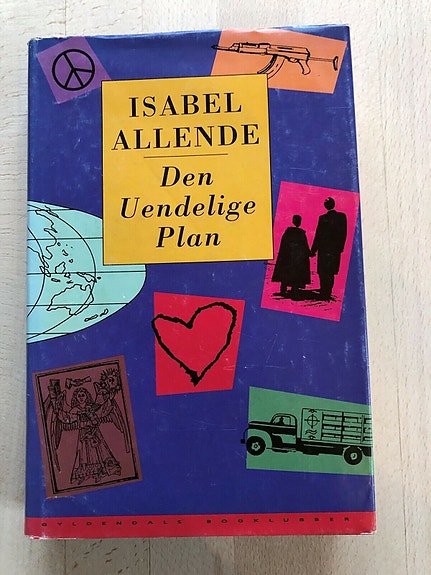 ISABEL
ALLENDE
Den
Uendelige
Plan
GYLDENDALS BOGKLUBBER